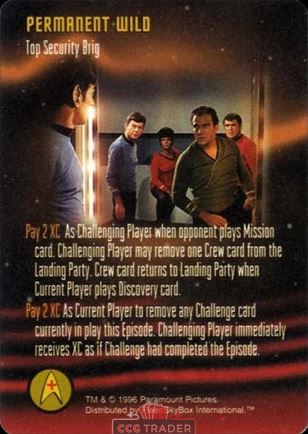 PERMANENT WILD
Top Security Brig
Pay 2 XC As Challenging Player when opponent plays Mission
card. Challenging Player may remove one Crew card from the
Landing Party. Crew card returns to Landing Party when
Current Player plays Discovery card.
Pay 2 XC As Current Player to remove any Challenge card
currently in play this Episode. Challenging Player immediately
receives XC as if Challenge had completed the Episode.
TM & © 1996 Paramount Pictures.
Distributed by SkyBox International.™
CCG TRADER